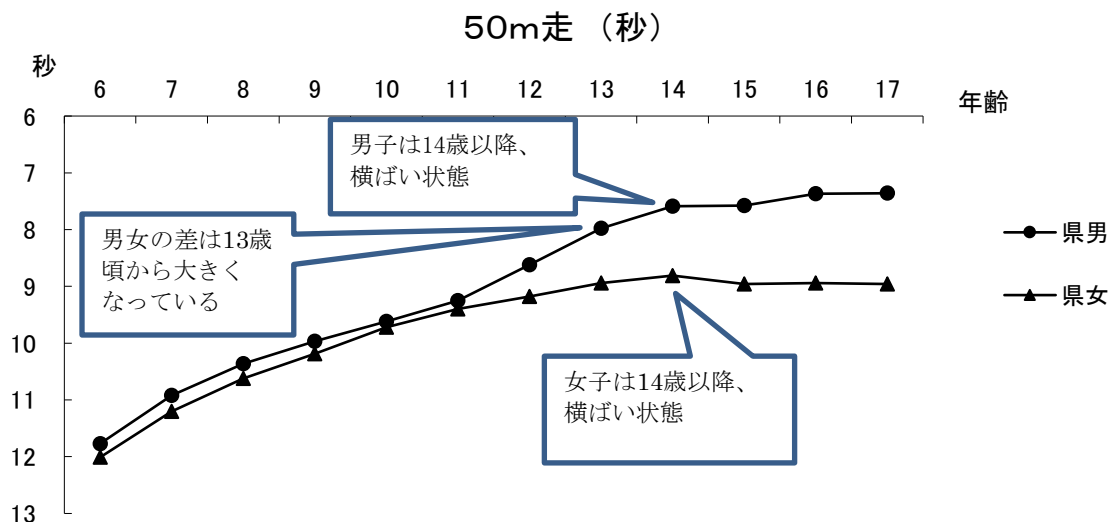 50m走 （秒）
秒
6 7 8 9 10 11 12 13 14 15 16 17
年齢
6
7
8
9
10
11
12
13
男子は14歳以降、
横ばい状態
男女の差は13歳
頃から大きく
なっている
女子は14歳以降、
横ばい状態
県男
県女